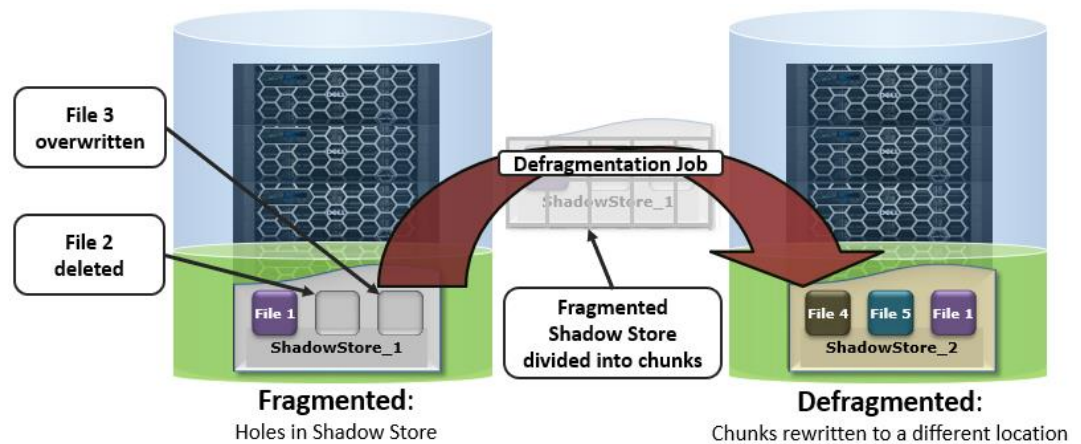 File 3
overwritten
File 2
deleted
Defragmentation Job
ShadowStore_1
Fragmented
Shadow Store
divided into chunks
File 1
ShadowStore_1
File 4
File 5
File 1
ShadowStore_2
Fragmented:
Holes in Shadow Store
Defragmented:
Chunks rewritten to a different location